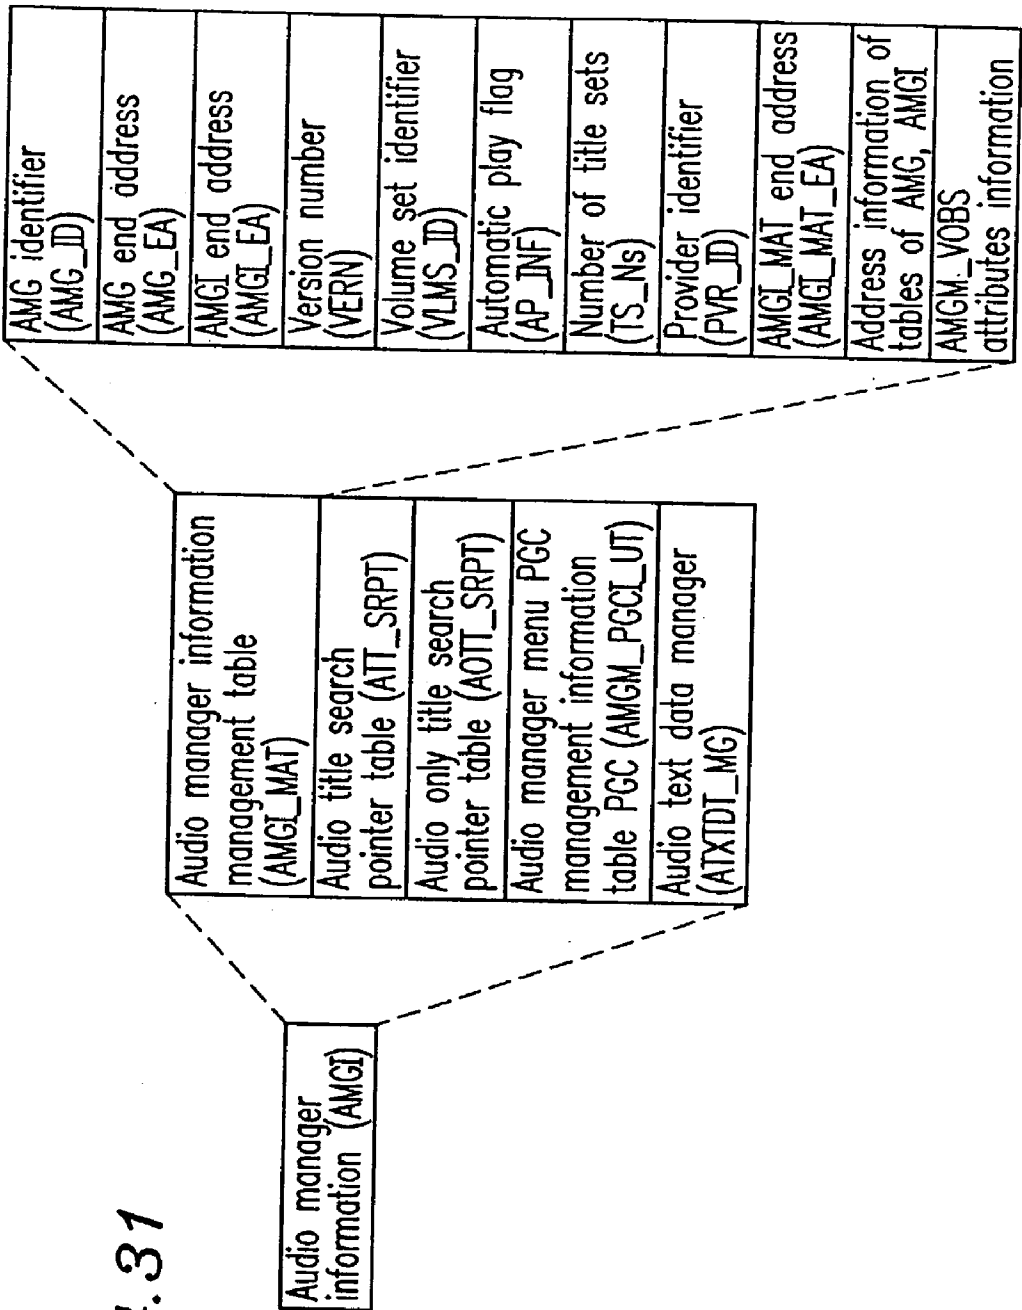 .31
Audio manager
information (AMGI)
Audio manager information
management table
(AMGI_MAT)
Audio title search
pointer table (ATT_SRPT)
Audio only title search
pointer table (AOTT_SRPT)
Audio manager menu PGC
management information
table PGC (AMGM_PGCI_UT)
Audio text data manager
(ATXTDT_MG)
AMG identifier
(AMG_ID)
AMG end address
(AMG_EA)
AMGI end address
(AMGI_EA)
Version number
(VERN)
Volume set identifier
(VLMS_ID)
Automatic play flag
(AP_INF)
Number of title sets
(TS_Ns)
Provider identifier
(PVR_ID)
AMGI_MAT end address
(AMGI_MAT_EA)
Address information of
tables of AMG, AMGI
AMGM_VOBS
attributes information